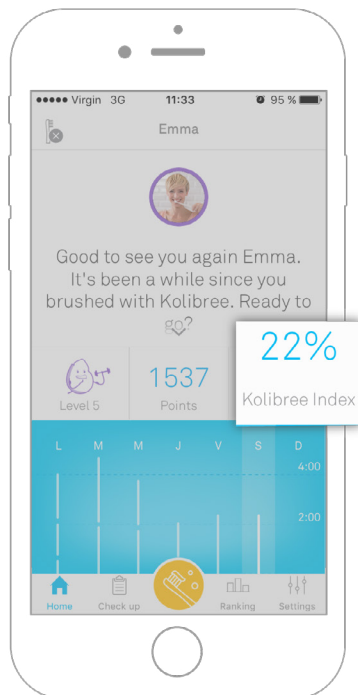 Virgin 3G 11:33 95 %
Emma
Good to see you again Emma.
It's been a while since you
brushed with Kolibree. Ready to
go?
Level 5
1537
Points
22%
Kolibree Index
L M M J V S D
4:00
2:00
Home Check up Ranking Settings